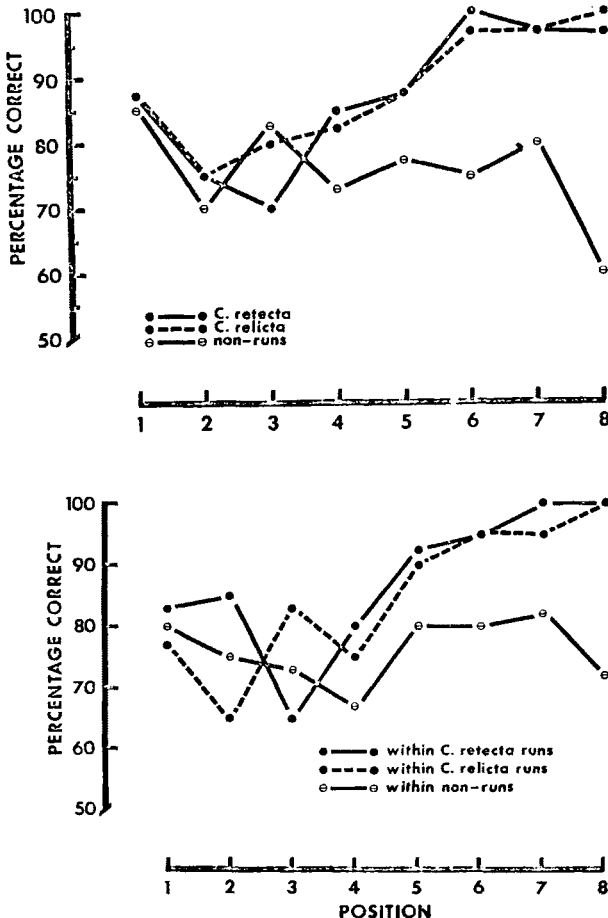 100
90
80
70
60
50
PERCENTAGE CORRECT
C. retecta
C. relicta
non-runs
1 2 3 4 5 6 7 8
100
90
80
70
60
50
PERCENTAGE CORRECT
within C. retecta runs
within C. relicta runs
within non-runs
1 2 3 4 5 6 7 8
POSITION